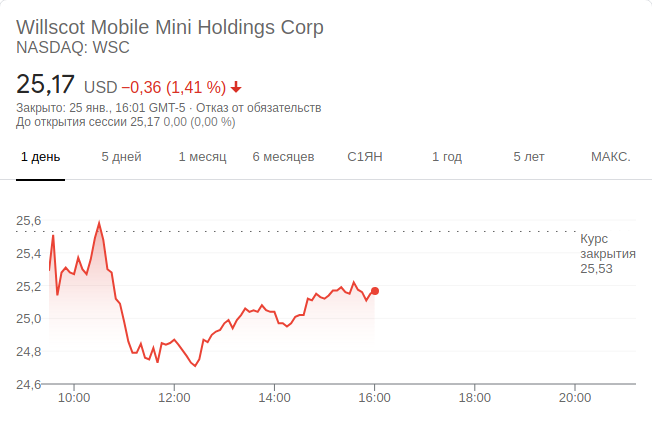 Willscot Mobile Mini Holdings Corp
NASDAQ: WSC
25,17 USD −0,36 (1,41 %)
Закрыто: 25 янв., 16:01 GMT-5 · Отказ от обязательств
До открытия сессии 25,17 0,00 (0,00 %)
1 день 5 дней 1 месяц 6 месяцев С1ЯН 1 год 5 лет МАКС.
25,6
25,4
25,2
25,0
24,8
24,6
Курс
закрытия
25,53
10:00 12:00 14:00 16:00 18:00 20:00